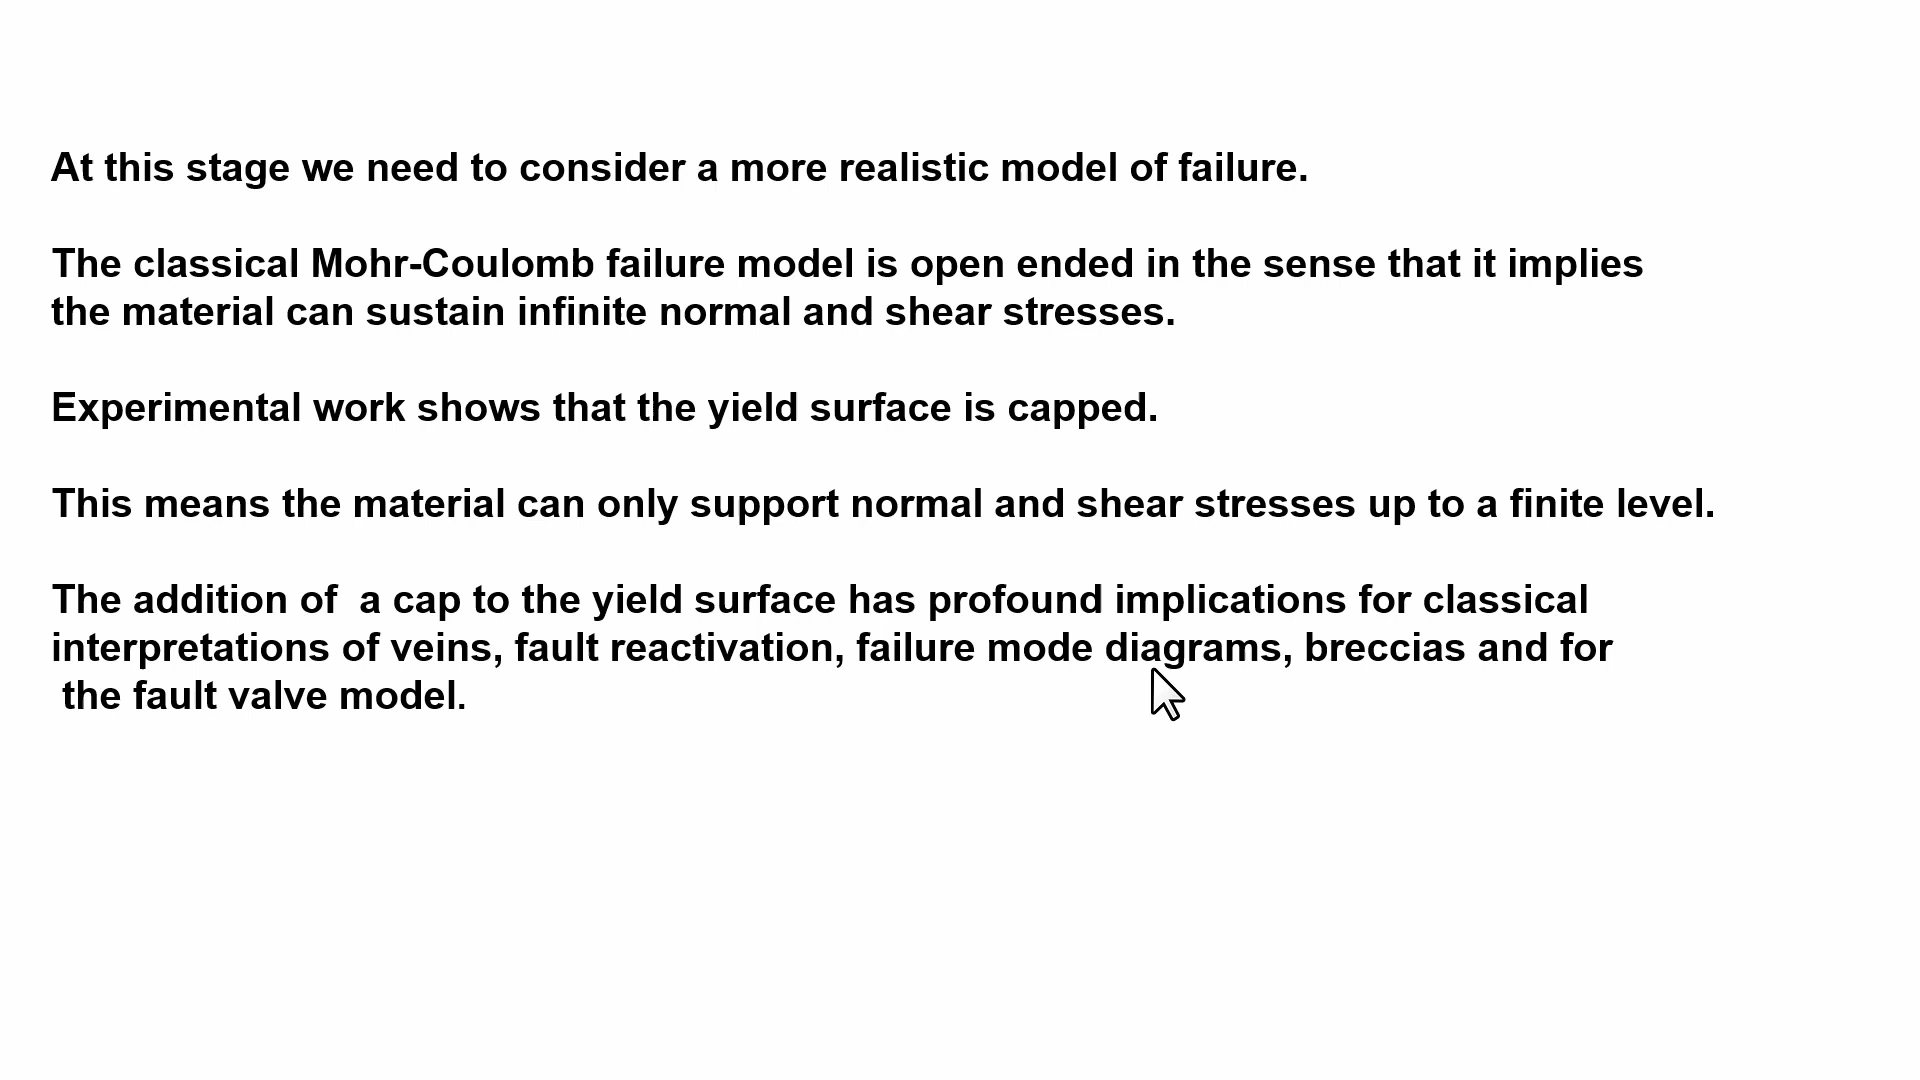 At this stage we need to consider a more realistic model of failure.
The classical Mohr-Coulomb failure model is open ended in the sense that it implies
the material can sustain infinite normal and shear stresses.
Experimental work shows that the yield surface is capped.
This means the material can only support normal and shear stresses up to a finite level.
The addition of  a cap to the yield surface has profound implications for classical
interpretations of veins, fault reactivation, failure mode diagrams, breccias and for
the fault valve model.